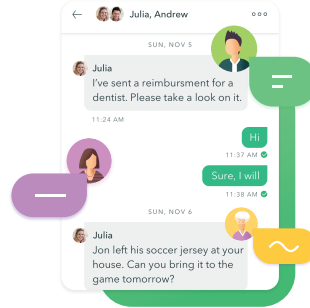 Julia, Andrew
SUN, NOV 5
Julia
I've sent a reimbursment for a
dentist. Please take a look on it.
11:24 AM
Hi
11:37 AM
Sure, I will
11:38 AM
SUN, NOV 6
Julia
Jon left his soccer jersey at your
house. Can you bring it to the
game tomorrow?